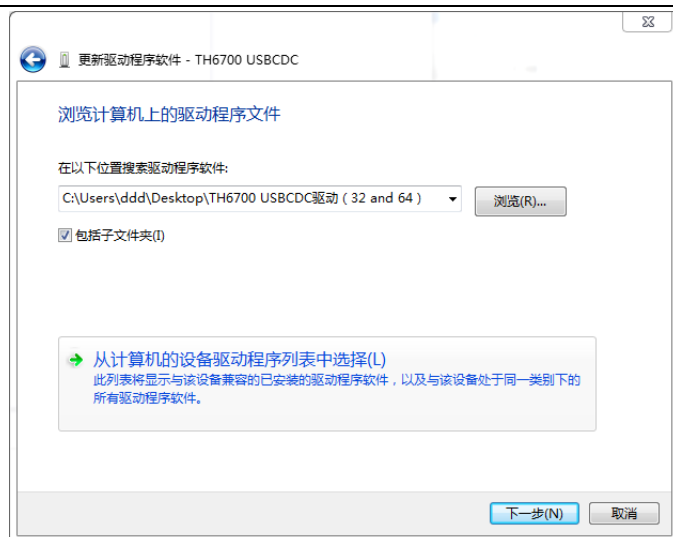 更新驱动程序软件 - TH6700 USBCDC
浏览计算机上的驱动程序文件
在以下位置搜索驱动程序软件:
C:\Users\ddd\Desktop\TH6700 USBCDC驱动（32 and 64）
浏览(R)...
包括子文件夹(I)
从计算机的设备驱动程序列表中选择(L)
此列表将显示与该设备兼容的已安装的驱动程序软件，以及与该设备处于同一类别下的
所有驱动程序软件。
下一步(N)
取消